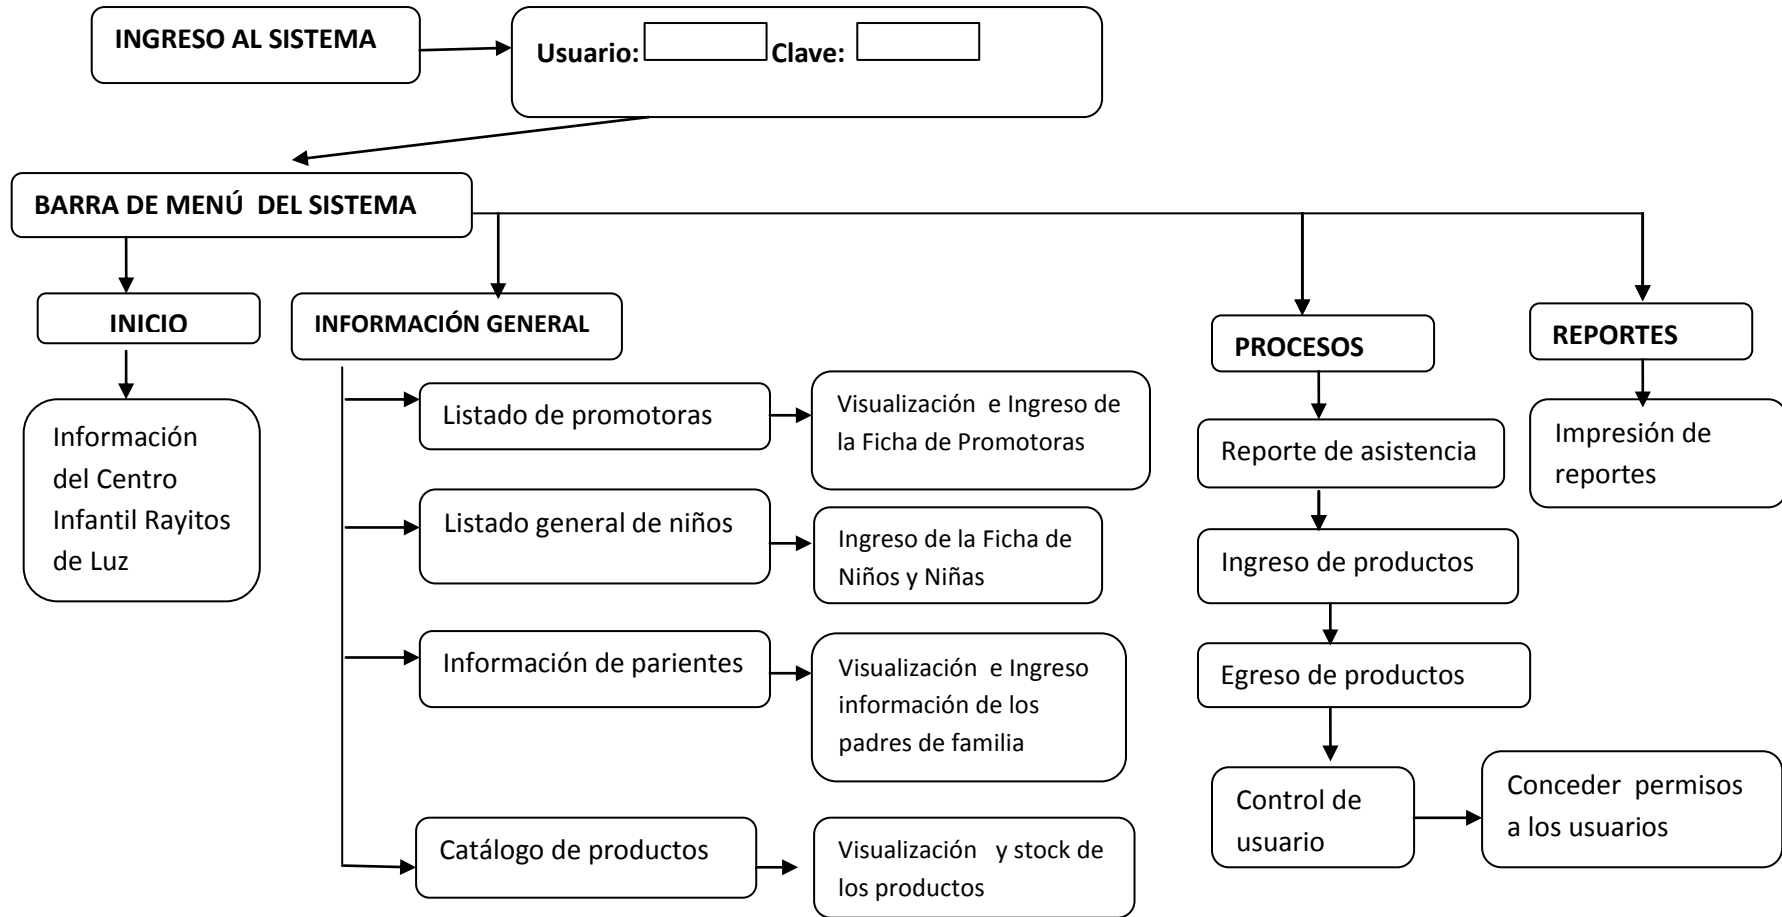 INGRESO AL SISTEMA
Usuario: Clave:
BARRA DE MENÚ DEL SISTEMA
INICIO
INFORMACIÓN GENERAL
PROCESOS
REPORTES
Información
del Centro
Infantil Rayitos
de Luz
Listado de promotoras
Visualización e Ingreso de
la Ficha de Promotoras
Listado general de niños
Ingreso de la Ficha de
Niños y Niñas
Información de parientes
Visualización e Ingreso
información de los
padres de familia
Catálogo de productos
Visualización y stock de
los productos
Reporte de asistencia
Ingreso de productos
Egreso de productos
Control de
usuario
Conceder permisos
a los usuarios
Impresión de
reportes